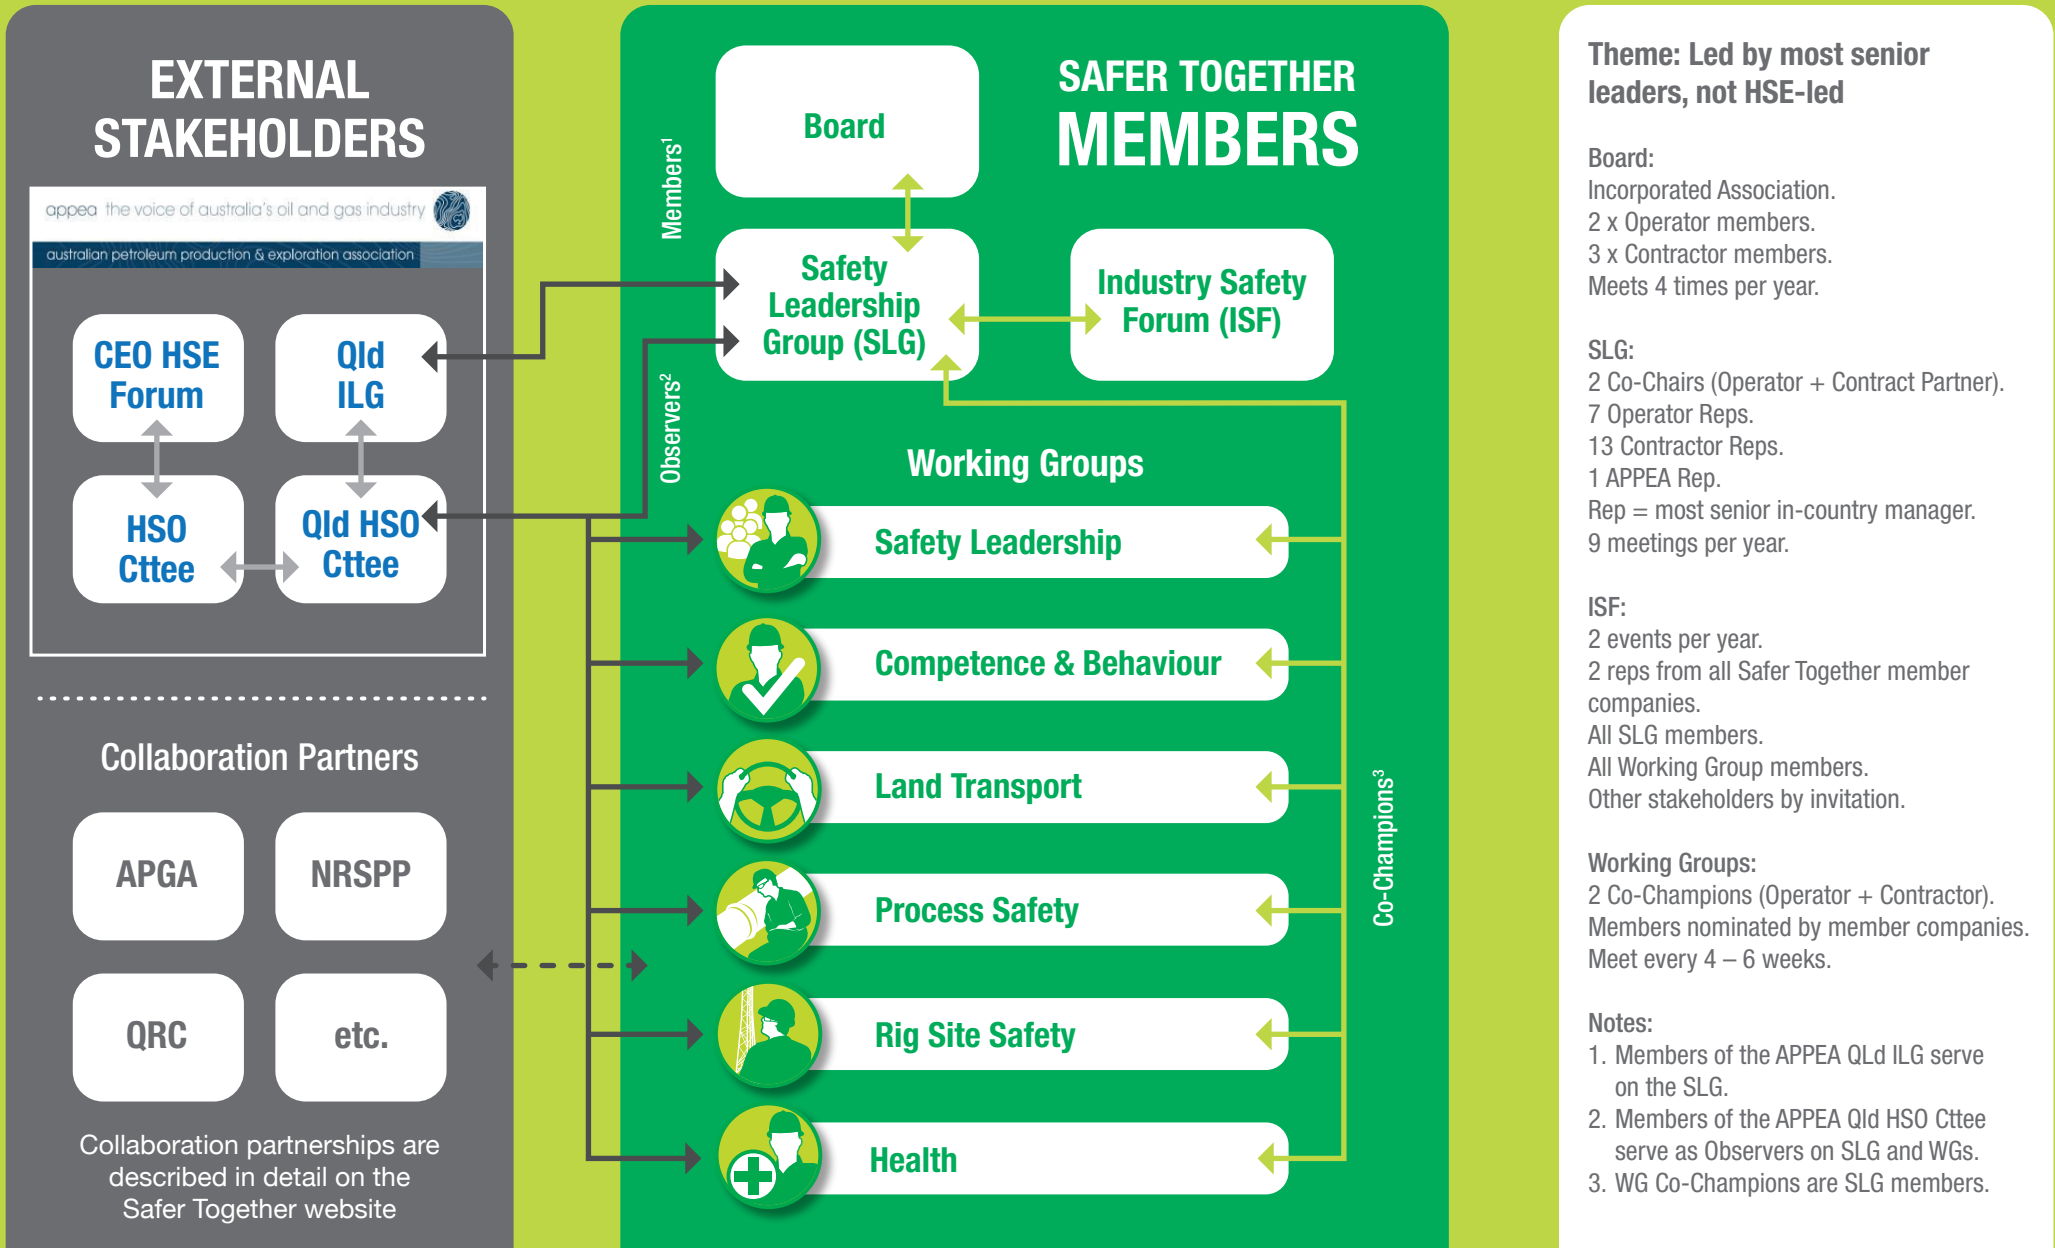 EXTERNAL
STAKEHOLDERS
appea the voice of australia's oil and gas industry
australian petroleum production & exploration association
CEO HSE
Forum
Qld
ILG
HSO
Cttee
Qld HSO
Cttee
Collaboration Partners
APGA
NRSPP
QRC
etc.
Collaboration partnerships are
described in detail on the
Safer Together website
SAFER TOGETHER
MEMBERS
Board
Members1
Safety
Leadership
Group (SLG)
Industry Safety
Forum (ISF)
Observers2
Working Groups
Safety Leadership
Competence & Behaviour
Land Transport
Process Safety
Rig Site Safety
Health
Co-Champions3
Theme: Led by most senior
leaders, not HSE-led
Board:
Incorporated Association.
2 x Operator members.
3 x Contractor members.
Meets 4 times per year.
SLG:
2 Co-Chairs (Operator + Contract Partner).
7 Operator Reps.
13 Contractor Reps.
1 APPEA Rep.
Rep = most senior in-country manager.
9 meetings per year.
ISF:
2 events per year.
2 reps from all Safer Together member
companies.
All SLG members.
All Working Group members.
Other stakeholders by invitation.
Working Groups:
2 Co-Champions (Operator + Contractor).
Members nominated by member companies.
Meet every 4 – 6 weeks.
Notes:
1. Members of the APPEA QLd ILG serve
on the SLG.
2. Members of the APPEA Qld HSO Cttee
serve as Observers on SLG and WGs.
3. WG Co-Champions are SLG members.